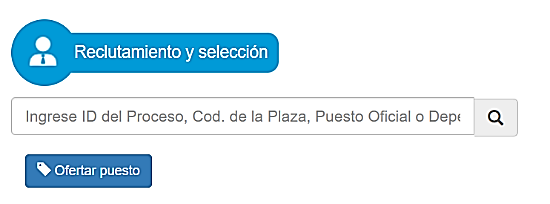 Reclutamiento y selección
Ingrese ID del Proceso, Cod. de la Plaza, Puesto Oficial o Depe
Ofertar puesto